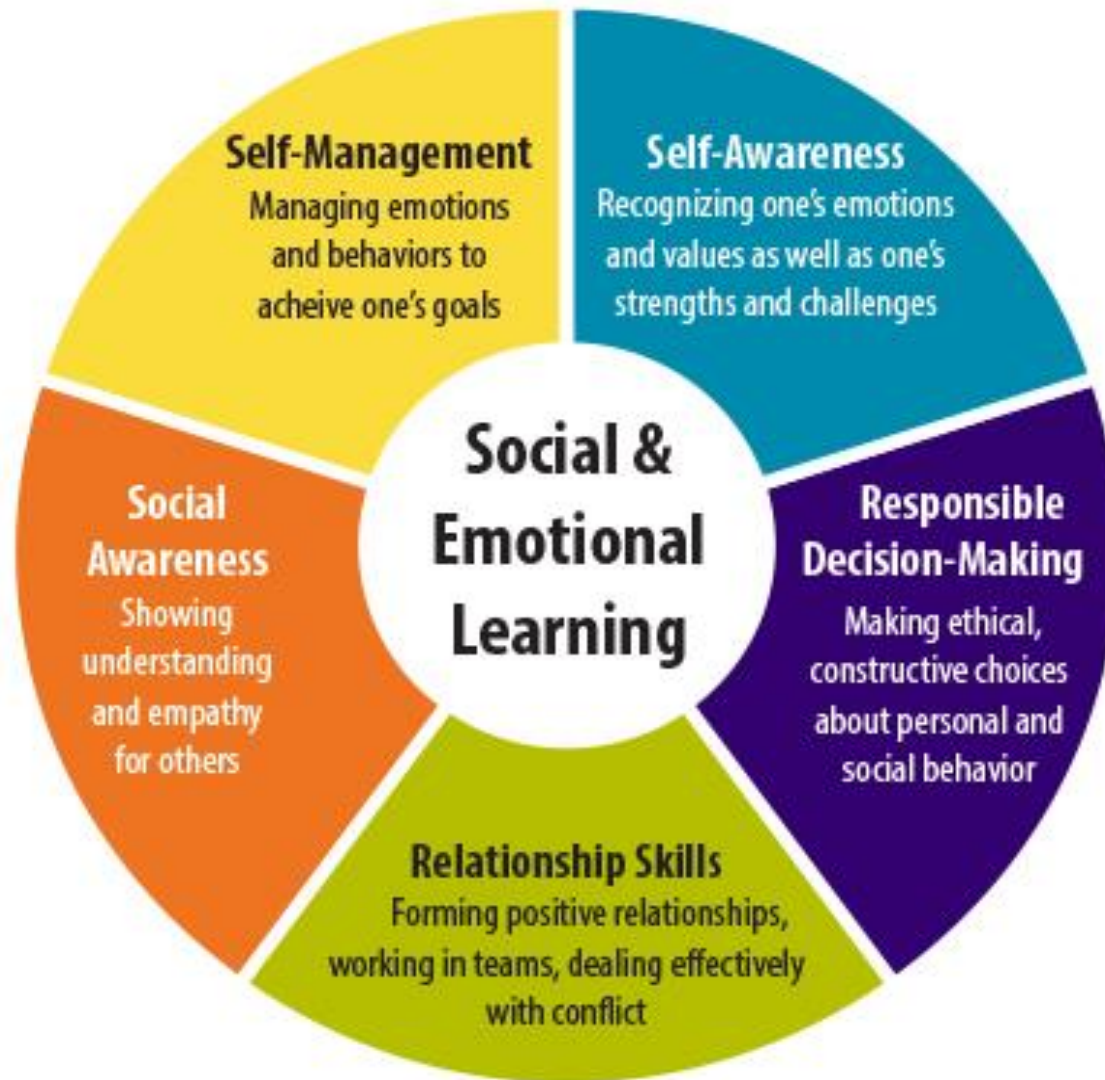 Self-Management
Managing emotions
and behaviors to
acheive one's goals
Self-Awareness
Recognizing one's emotions
and values as well as one's
strengths and challenges
Social &
Emotional
Learning
Social
Awareness
Showing
understanding
and empathy
for others
Responsible
Decision-Making
Making ethical,
constructive choices
about personal and
social behavior
Relationship Skills
Forming positive relationships,
working in teams, dealing effectively
with conflict